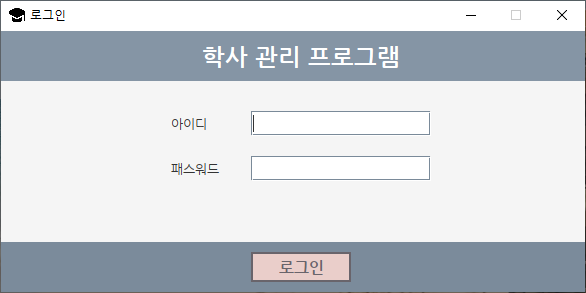 로그인
학사 관리 프로그램
아이디
패스워드
로그인